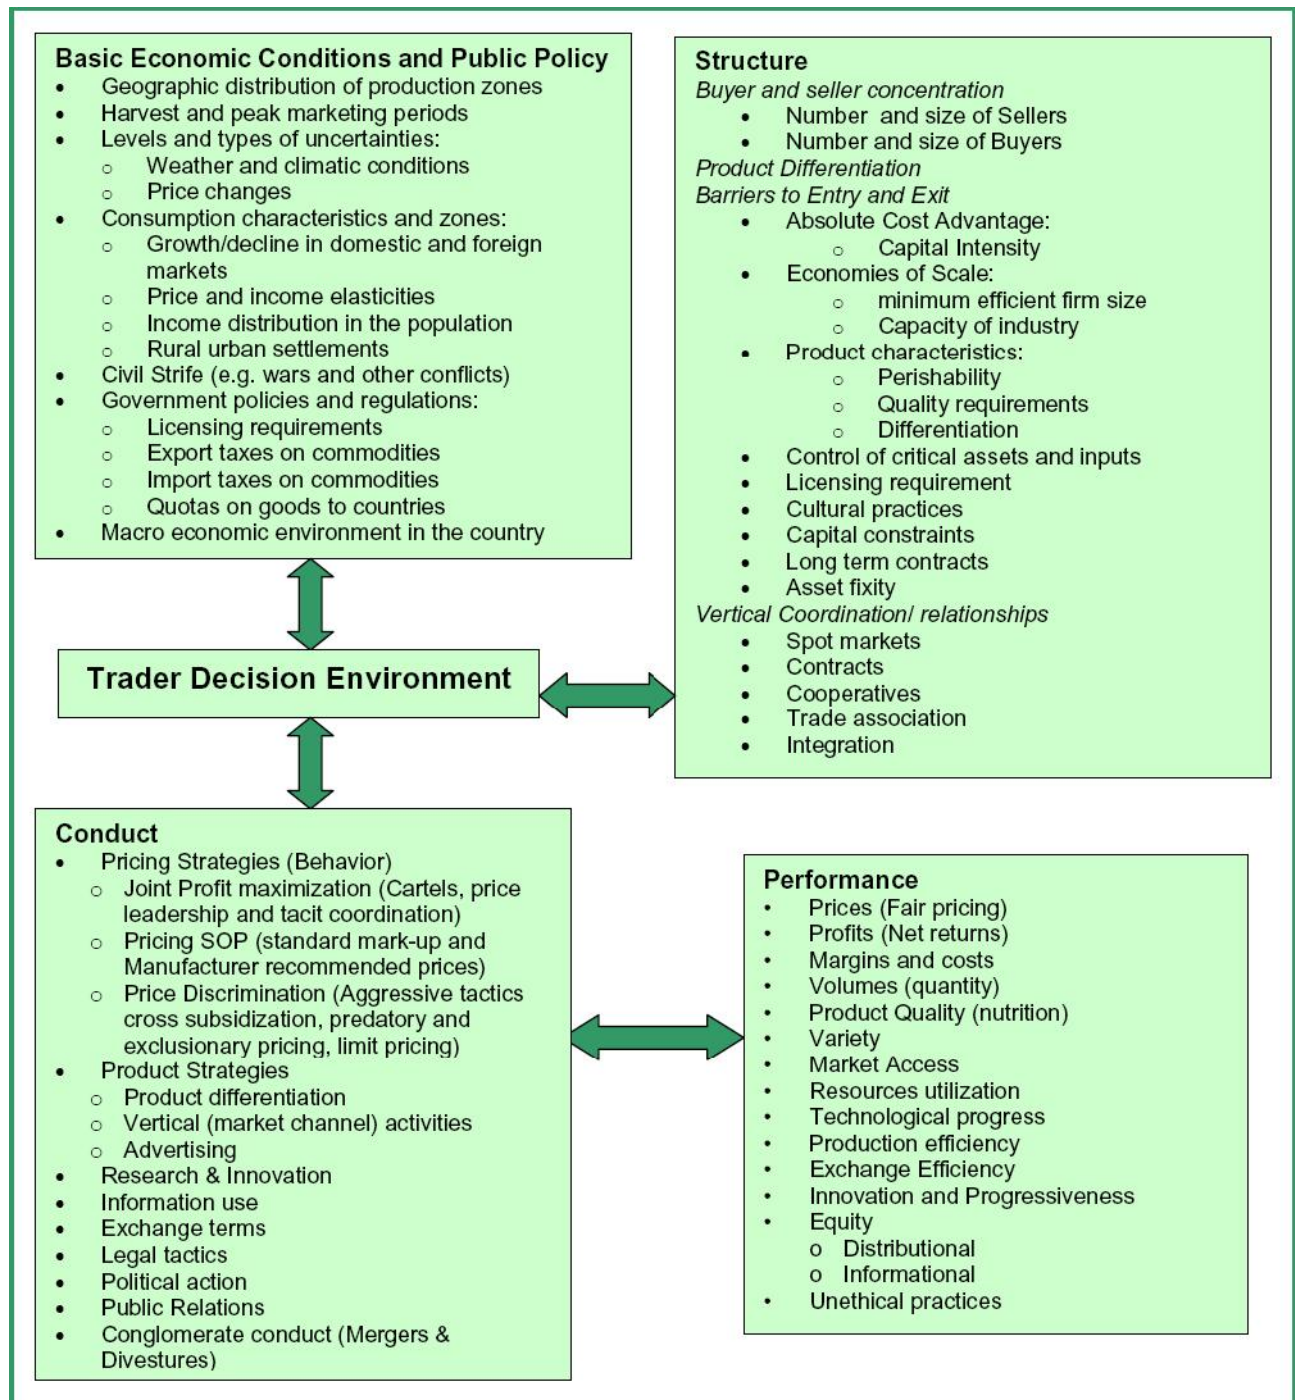 Basic Economic Conditions and Public Policy
• Geographic distribution of production zones
• Harvest and peak marketing periods
• Levels and types of uncertainties:
o Weather and climatic conditions
o Price changes
• Consumption characteristics and zones:
o Growth/decline in domestic and foreign
markets
o Price and income elasticities
o Income distribution in the population
o Rural urban settlements
• Civil Strife (e.g. wars and other conflicts)
• Government policies and regulations:
o Licensing requirements
o Export taxes on commodities
o Import taxes on commodities
o Quotas on goods to countries
• Macro economic environment in the country
Structure
Buyer and seller concentration
• Number and size of Sellers
• Number and size of Buyers
Product Differentiation
Barriers to Entry and Exit
• Absolute Cost Advantage:
o Capital Intensity
• Economies of Scale:
o minimum efficient firm size
o Capacity of industry
• Product characteristics:
o Perishability
o Quality requirements
o Differentiation
• Control of critical assets and inputs
• Licensing requirement
• Cultural practices
• Capital constraints
• Long term contracts
• Asset fixity
Vertical Coordination/ relationships
• Spot markets
• Contracts
• Cooperatives
• Trade association
• Integration
Trader Decision Environment
Conduct
• Pricing Strategies (Behavior)
o Joint Profit maximization (Cartels, price
leadership and tacit coordination)
o Pricing SOP (standard mark-up and
Manufacturer recommended prices)
o Price Discrimination (Aggressive tactics
cross subsidization, predatory and
exclusionary pricing, limit pricing)
• Product Strategies
o Product differentiation
o Vertical (market channel) activities
o Advertising
• Research & Innovation
• Information use
• Exchange terms
• Legal tactics
• Political action
• Public Relations
• Conglomerate conduct (Mergers &
Divestures)
Performance
• Prices (Fair pricing)
• Profits (Net returns)
• Margins and costs
• Volumes (quantity)
• Product Quality (nutrition)
• Variety
• Market Access
• Resources utilization
• Technological progress
• Production efficiency
• Exchange Efficiency
• Innovation and Progressiveness
• Equity
o Distributional
o Informational
• Unethical practices